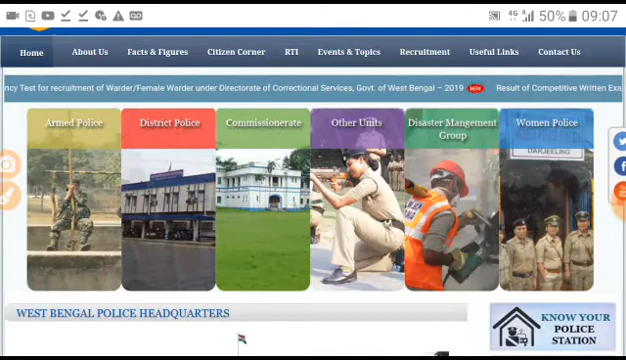 4G R 50% 09:07
Home About Us Facts & Figures Citizen Corner RTI Events & Topics Recruitment Useful Links Contact Us
ncy Test for recruitment of Warder/Female Warder under Directorate of Correctional Services, Govt. of West Bengal – 2019 NEW Result of Competitive Written Exa
Armed Police District Police Commissionerate Other Units Disaster Mangement Women Police
Group
DARJEELING
WEST BENGAL POLICE HEADQUARTERS
KNOW YOUR
POLICE
STATION